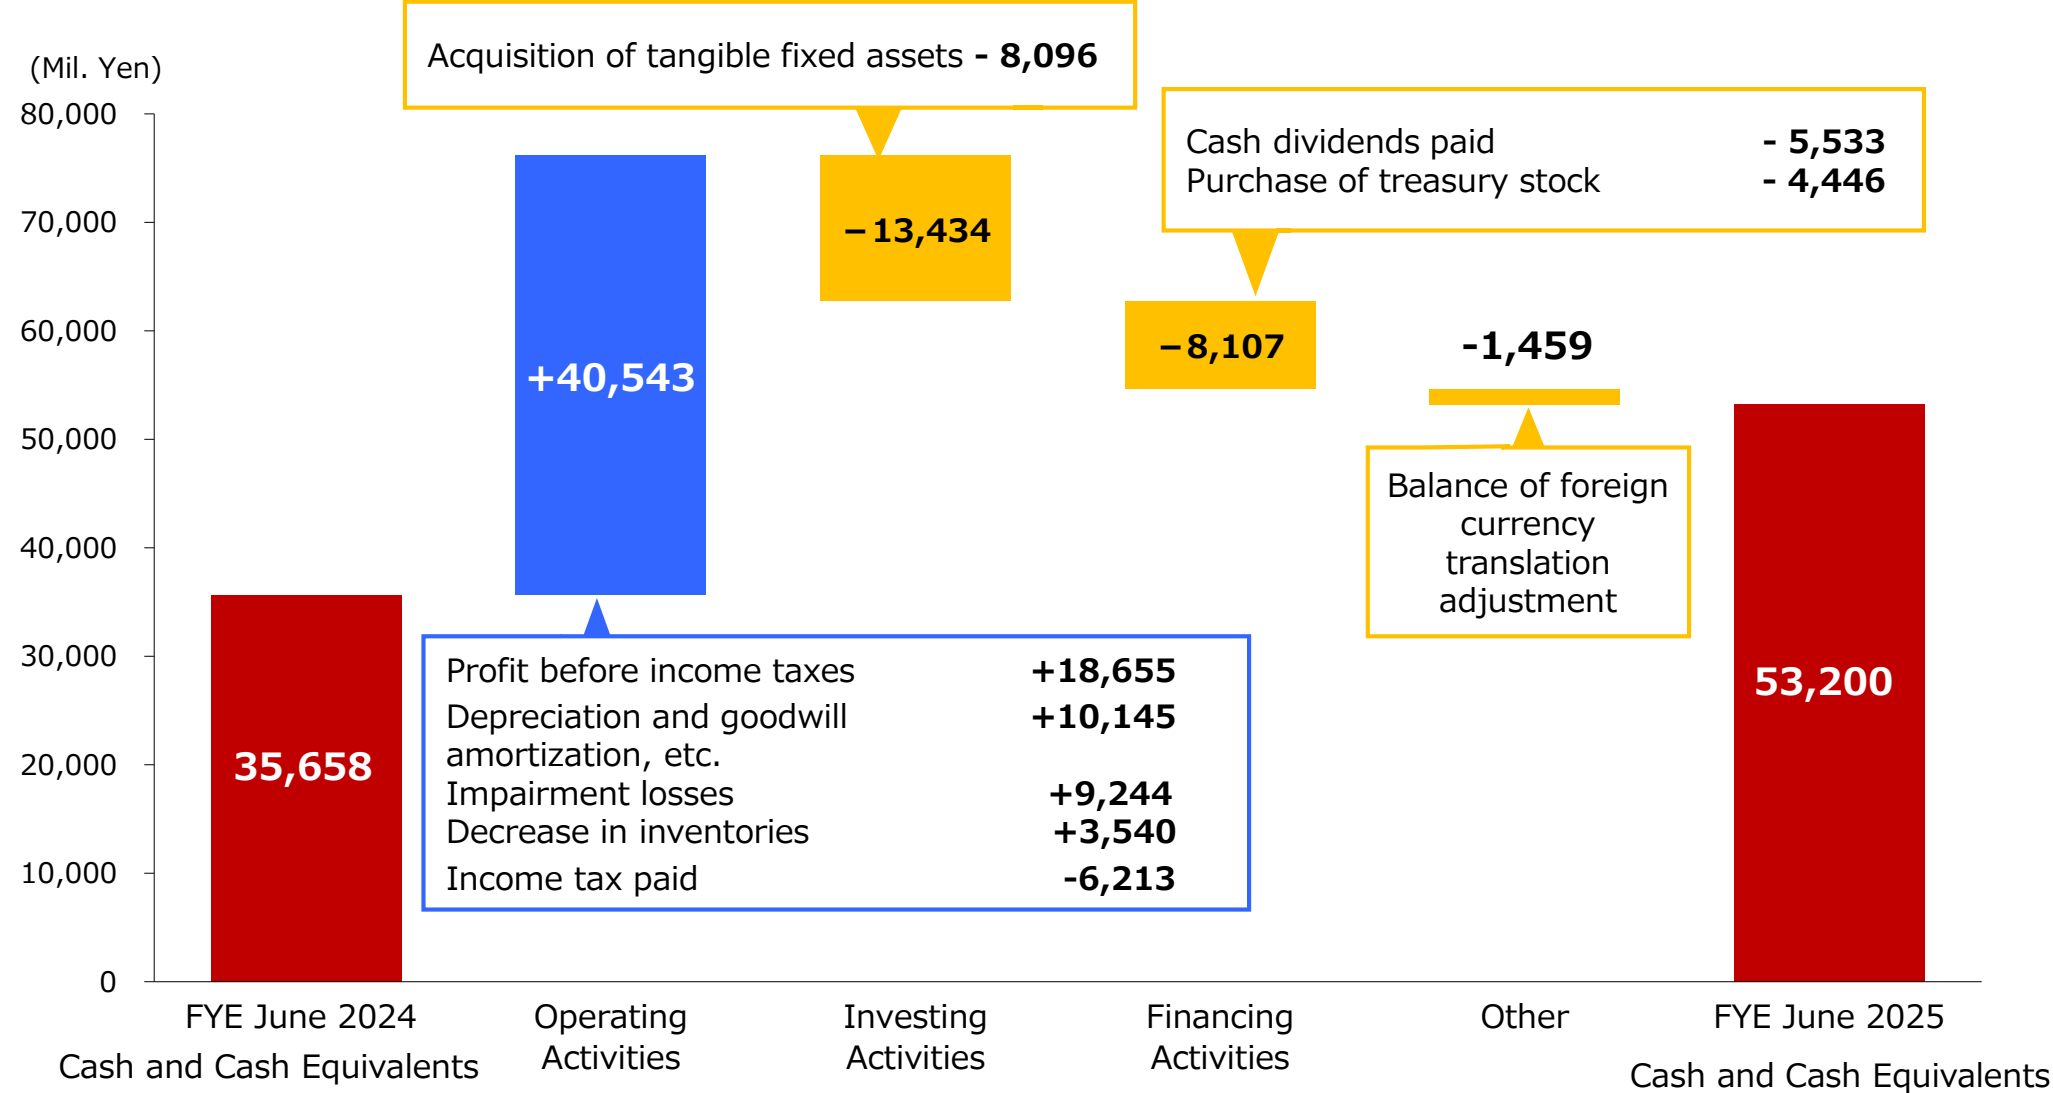 Acquisition of tangible fixed assets - 8,096
(Mil. Yen)
80,000
70,000
60,000
50,000
40,000
30,000
20,000
10,000
0
Cash dividends paid - 5,533
Purchase of treasury stock - 4,446
35,658
+40,543
−13,434
−8,107
-1,459
53,200
Balance of foreign
currency
translation
adjustment
Profit before income taxes +18,655
Depreciation and goodwill +10,145
amortization, etc.
Impairment losses +9,244
Decrease in inventories +3,540
Income tax paid -6,213
FYE June 2024
Cash and Cash Equivalents
Operating
Activities
Investing
Activities
Financing
Activities
Other
FYE June 2025
Cash and Cash Equivalents